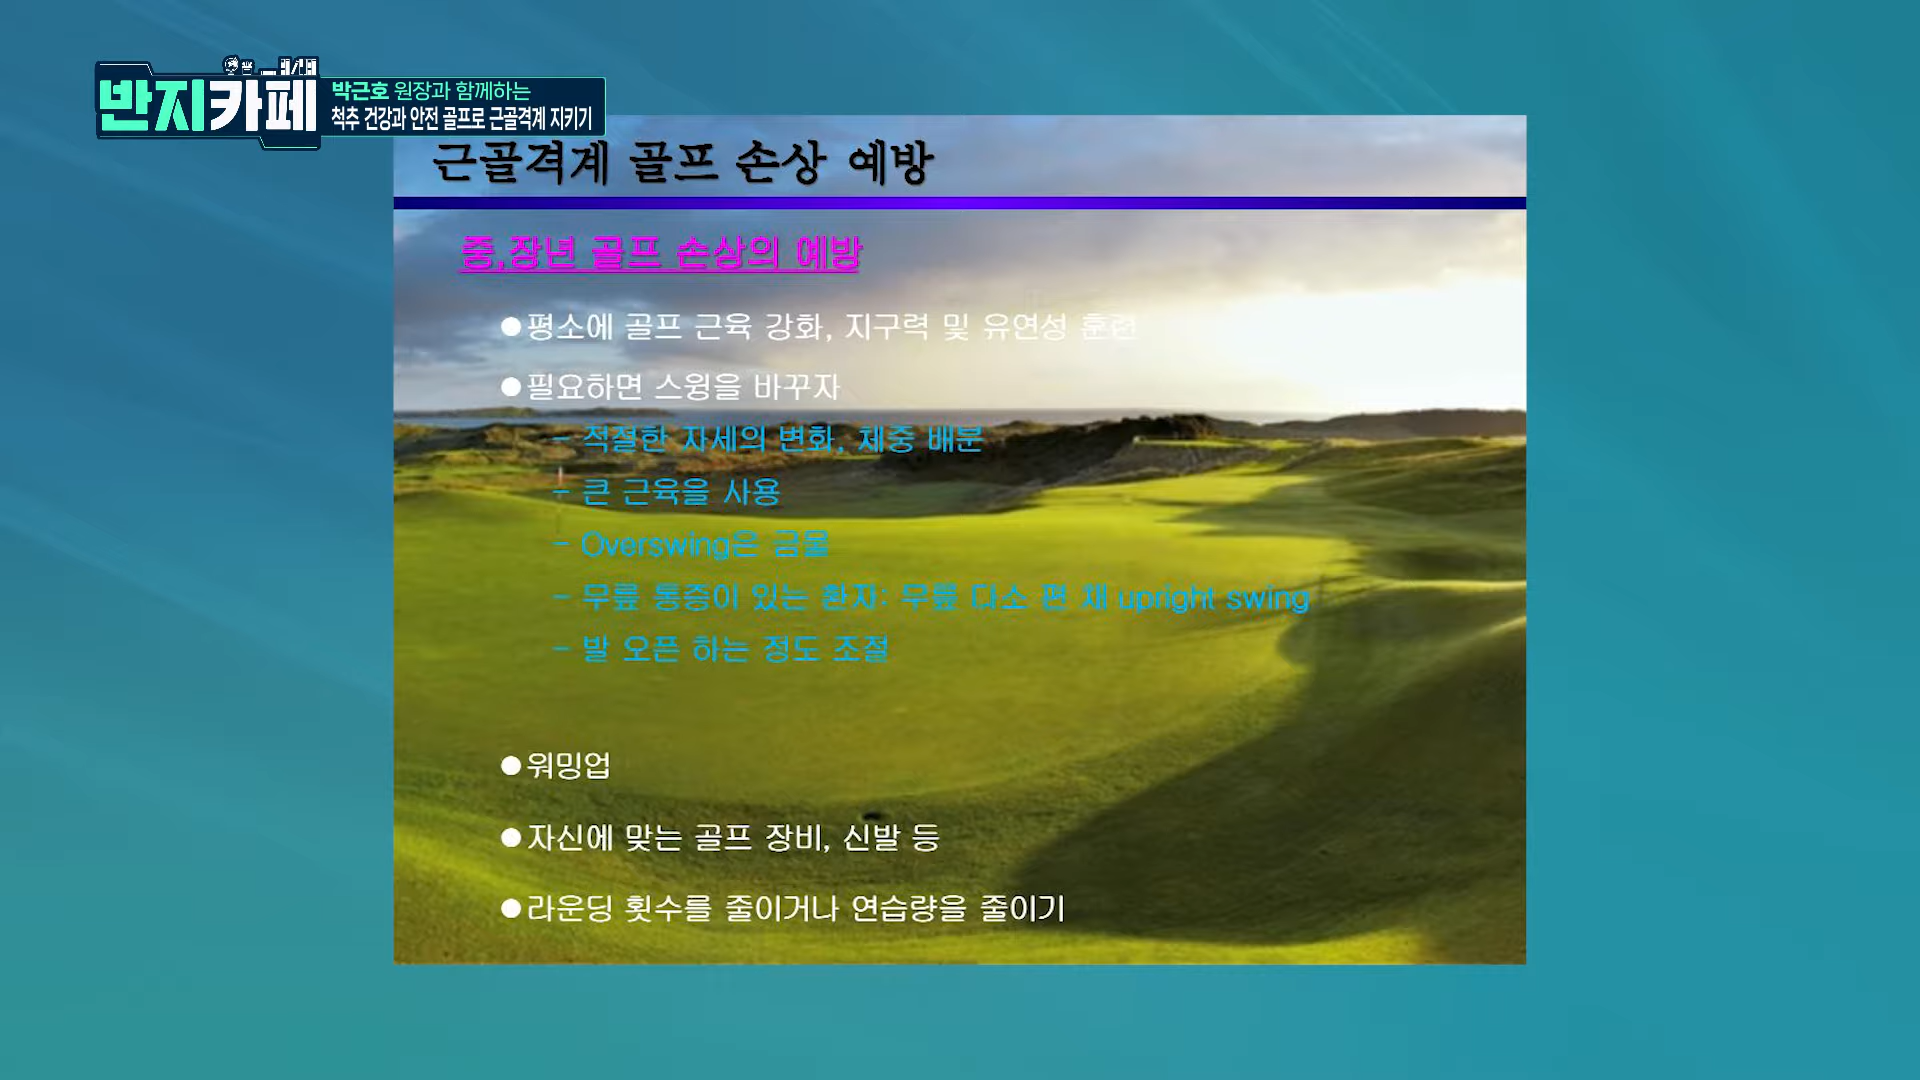 반지카페
박근호 원장과 함께하는
척추 건강과 안전 골프로 근골격계 지키기
근골격계 골프 손상 예방
중,장년 골프 손상의 예방
●평소에 골프 근육 강화, 지구력 및 유연성 훈련
●필요하면 스윙을 바꾸자
- 적절한 자세의 변화, 체중 배분
- 큰 근육을 사용
- Overswing은 금물
- 무릎 통증이 있는 환자: 무릎 다소 편 채 upright swing
- 발 오픈 하는 정도 조절
●워밍업
●자신에 맞는 골프 장비, 신발 등
●라운딩 횟수를 줄이거나 연습량을 줄이기